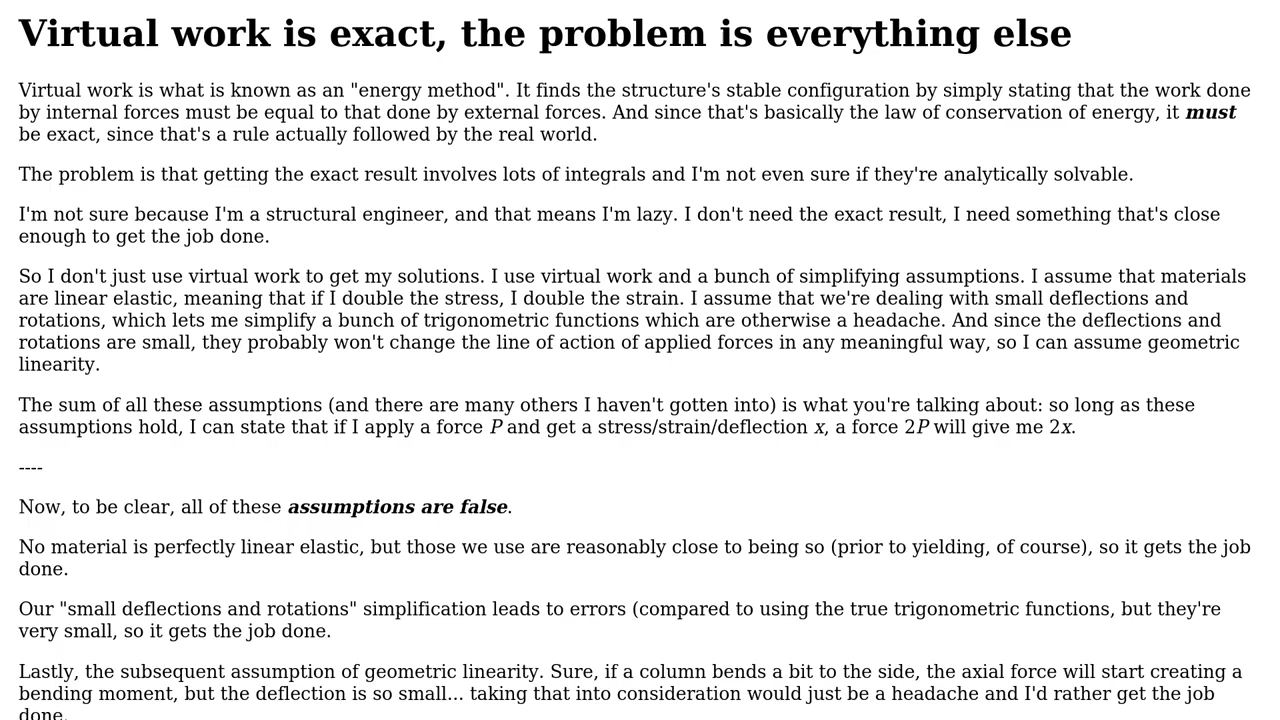 Virtual work is exact, the problem is everything else
Virtual work is what is known as an "energy method". It finds the structure's stable configuration by simply stating that the work done
by internal forces must be equal to that done by external forces. And since that's basically the law of conservation of energy, it must
be exact, since that's a rule actually followed by the real world.
The problem is that getting the exact result involves lots of integrals and I'm not even sure if they're analytically solvable.
I'm not sure because I'm a structural engineer, and that means I'm lazy. I don't need the exact result, I need something that's close
enough to get the job done.
So I don't just use virtual work to get my solutions. I use virtual work and a bunch of simplifying assumptions. I assume that materials
are linear elastic, meaning that if I double the stress, I double the strain. I assume that we're dealing with small deflections and
rotations, which lets me simplify a bunch of trigonometric functions which are otherwise a headache. And since the deflections and
rotations are small, they probably won't change the line of action of applied forces in any meaningful way, so I can assume geometric
linearity.
The sum of all these assumptions (and there are many others I haven't gotten into) is what you're talking about: so long as these
assumptions hold, I can state that if I apply a force P and get a stress/strain/deflection x, a force 2P will give me 2x.
----
Now, to be clear, all of these assumptions are false.
No material is perfectly linear elastic, but those we use are reasonably close to being so (prior to yielding, of course), so it gets the job
done.
Our "small deflections and rotations" simplification leads to errors (compared to using the true trigonometric functions, but they're
very small, so it gets the job done.
Lastly, the subsequent assumption of geometric linearity. Sure, if a column bends a bit to the side, the axial force will start creating a
bending moment, but the deflection is so small... taking that into consideration would just be a headache and I'd rather get the job
done.